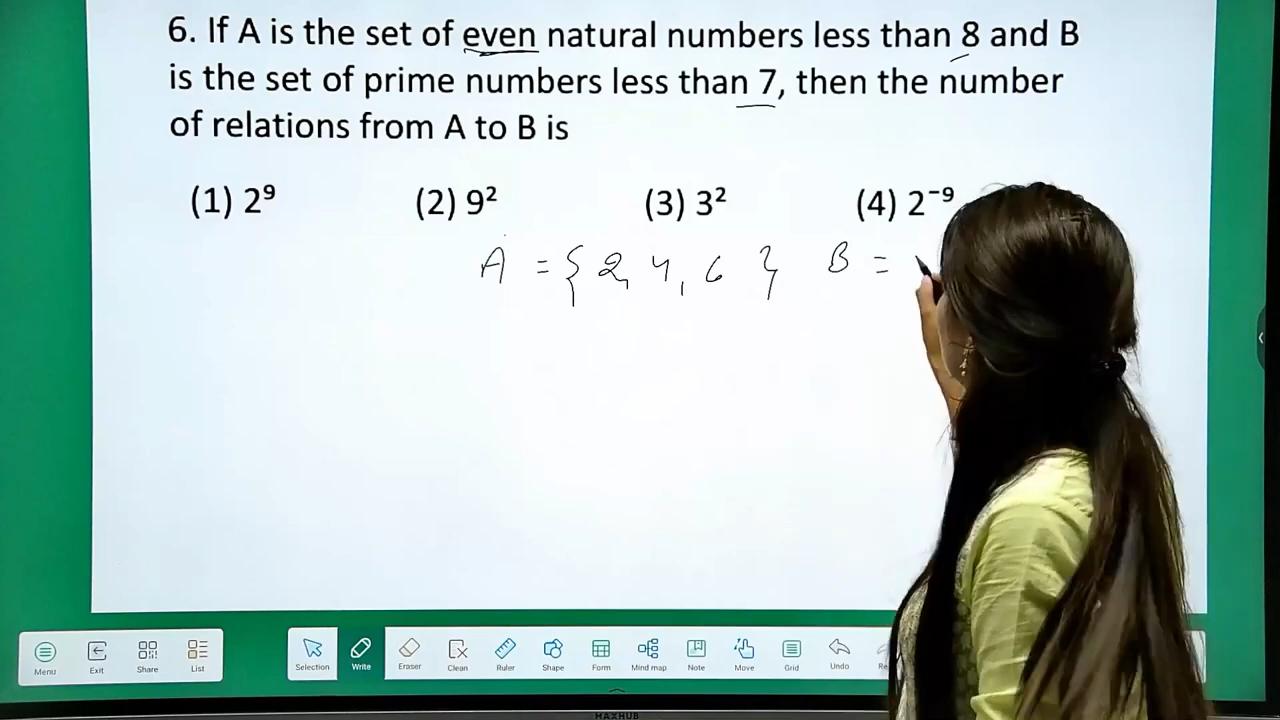 6. If A is the set of even natural numbers less than 8 and B
is the set of prime numbers less than 7, then the number
of relations from A to B is
(1) 2⁹ (2) 9² (3) 3² (4) 2⁻⁹
A = { 2, 4, 6 } B =
Menu Exit Share List Selection Write Eraser Clean Ruler Shape Form Mind map Note Move Grid Undo
MAXHUB